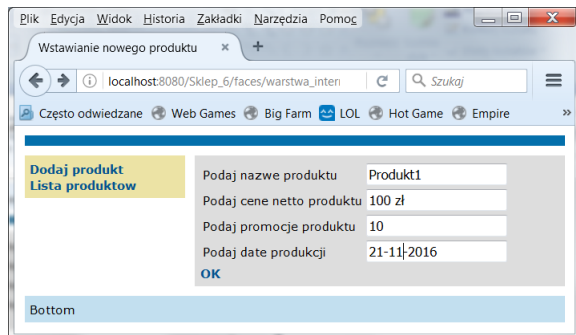 Plik Edycja Widok Historia Zakładki Narzędzia Pomoc
Wstawianie nowego produktu × +
localhost:8080/Sklep_6/faces/warstwa_intern Szukaj
Często odwiedzane Web Games Big Farm LOL Hot Game Empire »
Dodaj produkt
Lista produktow
Podaj nazwe produktu Produkt1
Podaj cene netto produktu 100 zł
Podaj promocje produktu 10
Podaj date produkcji 21-11-2016
OK
Bottom